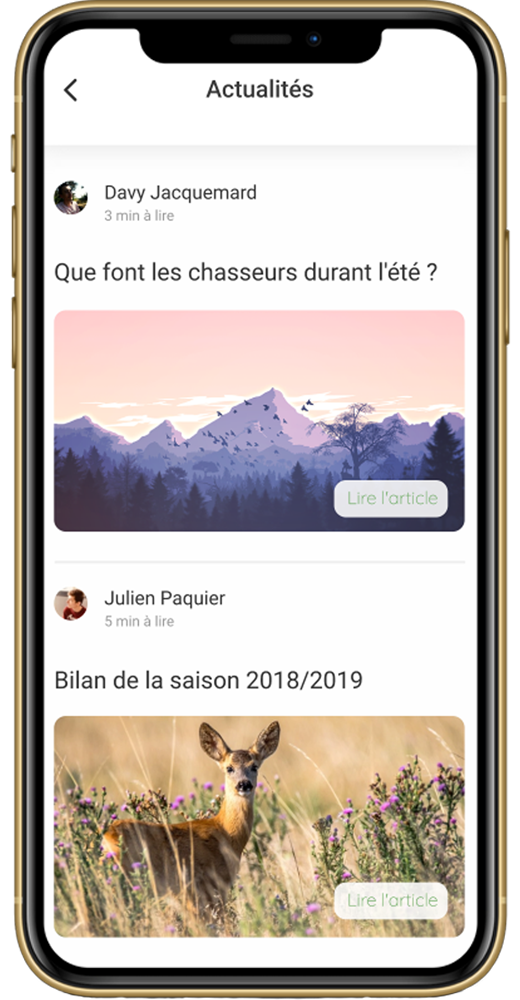 Actualités
Davy Jacquemard
3 min à lire
Que font les chasseurs durant l'été ?
Lire l'article
Julien Paquier
5 min à lire
Bilan de la saison 2018/2019
Lire l'article